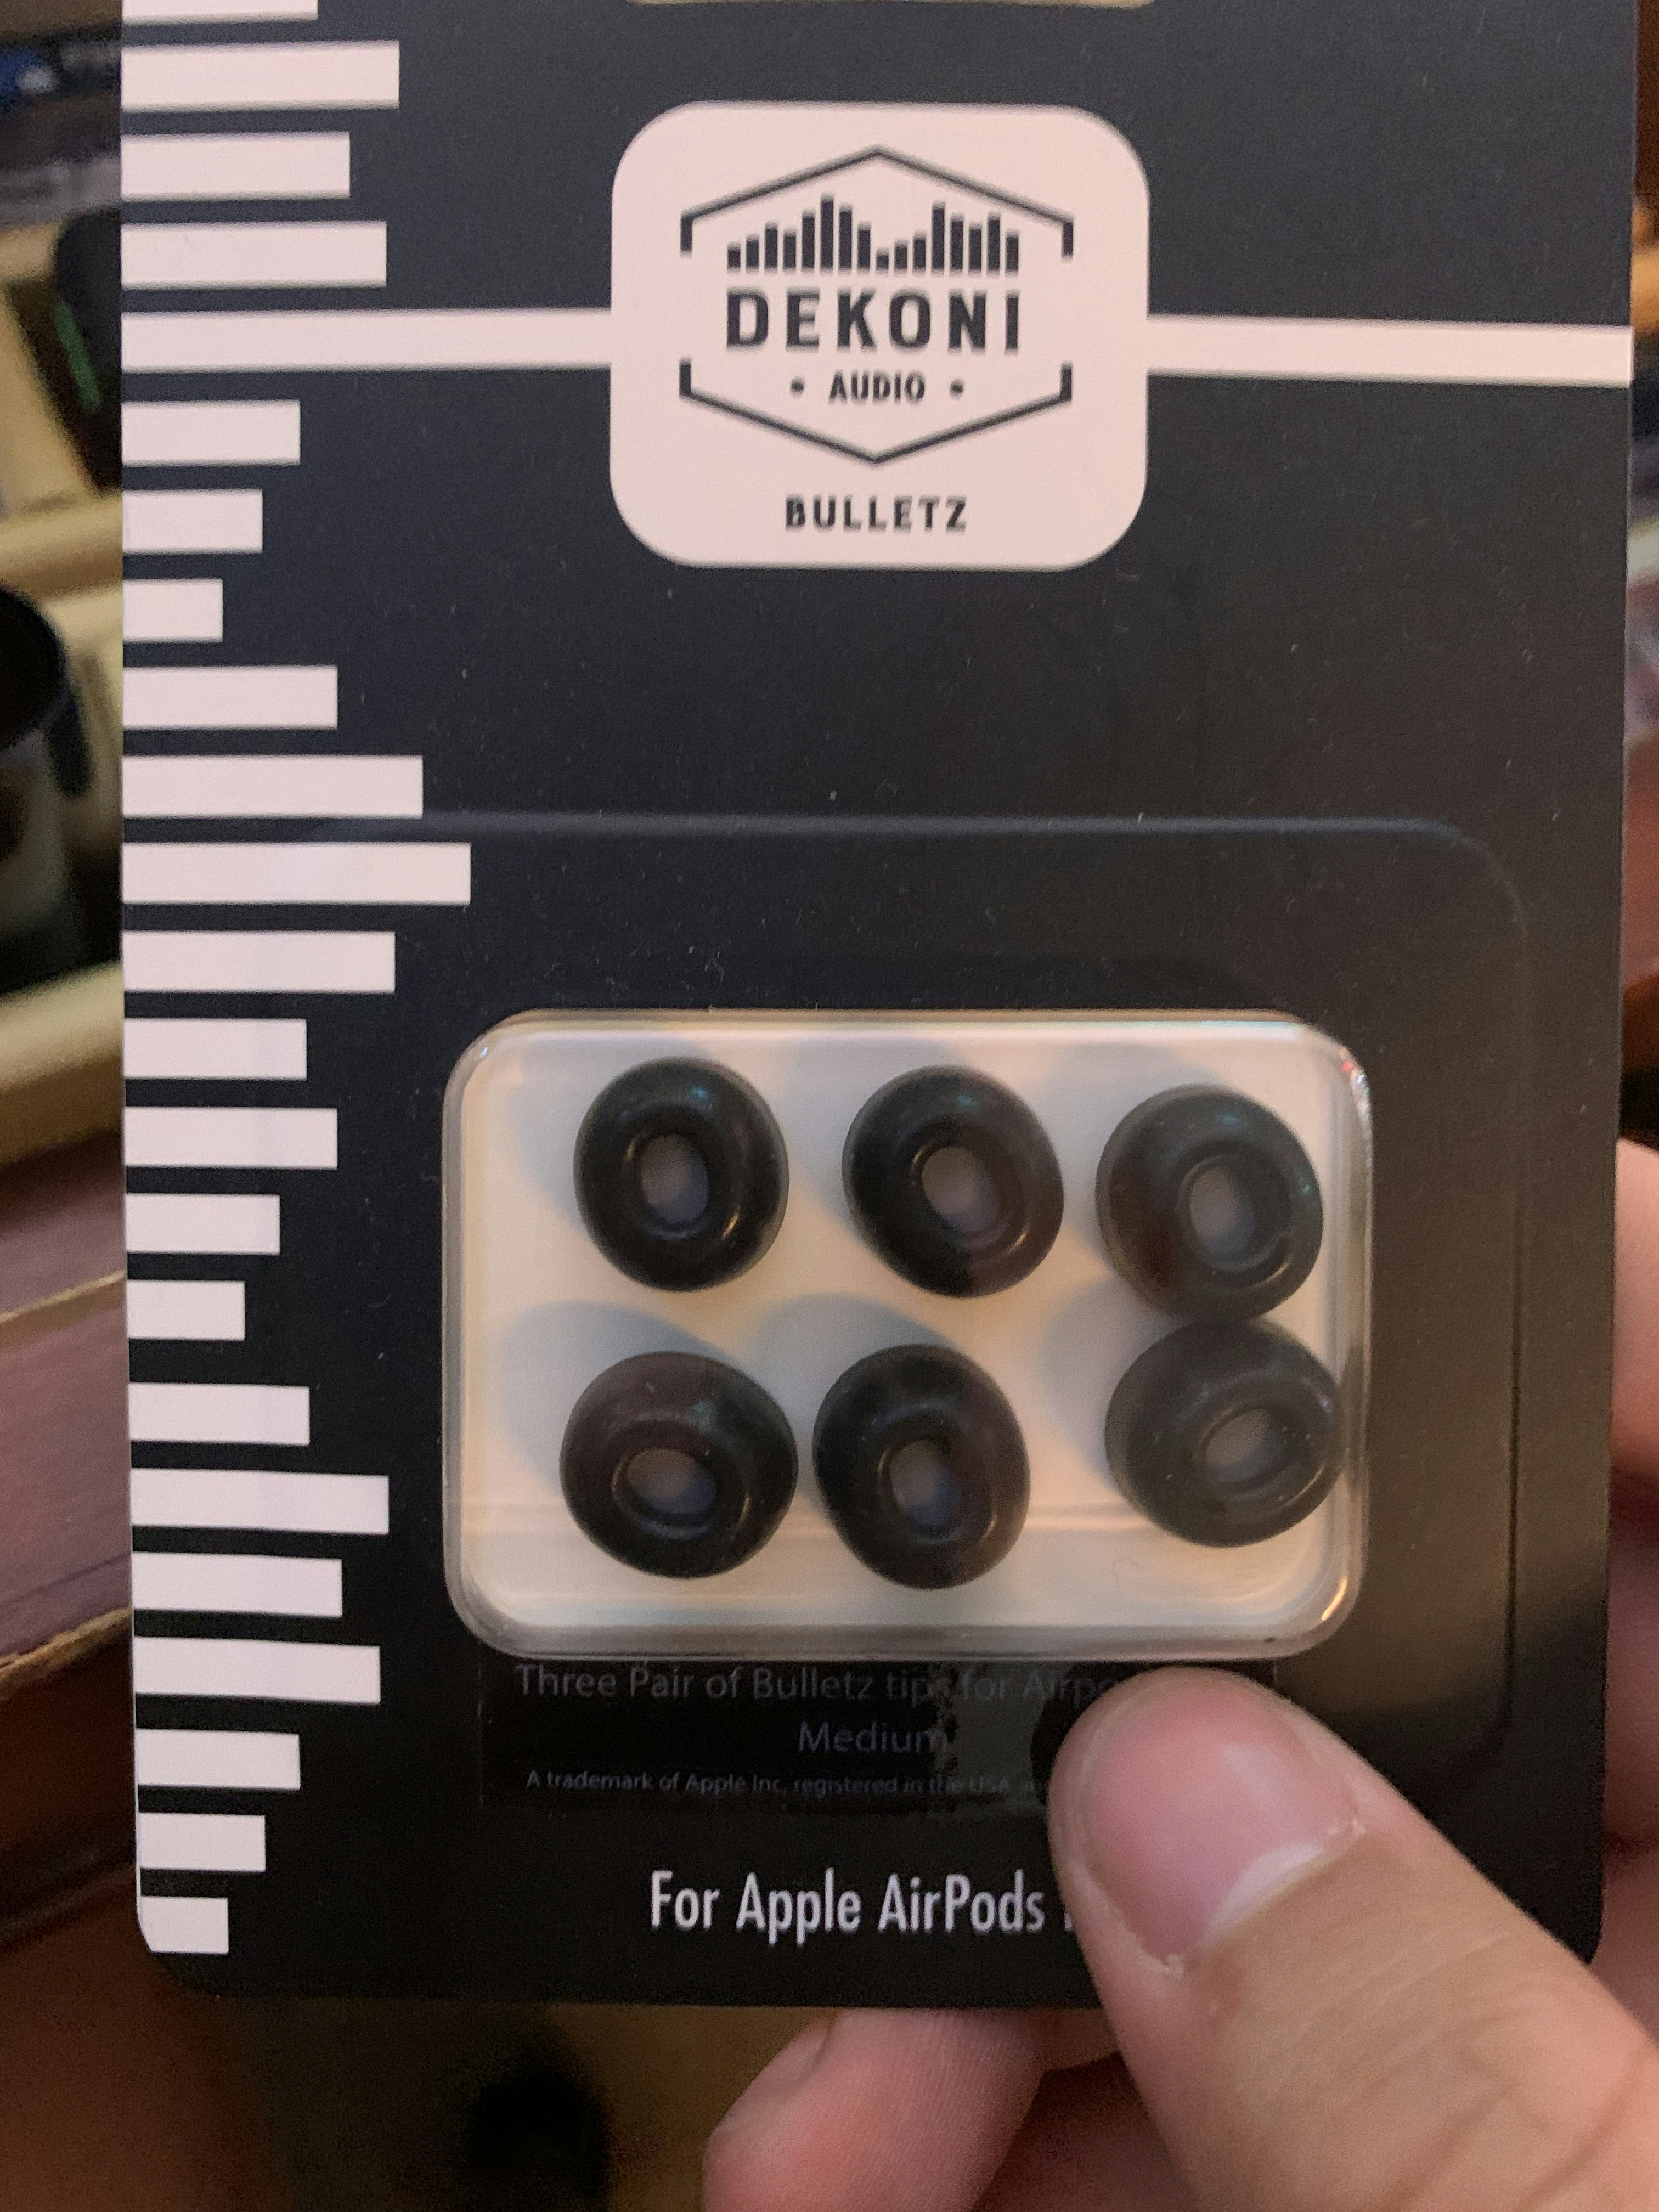 DEKONI
• AUDIO •
BULLETZ
Three Pair of Bulletz tips for
Medium
A trademark of Apple Inc, registered in the USA
For Apple AirPods